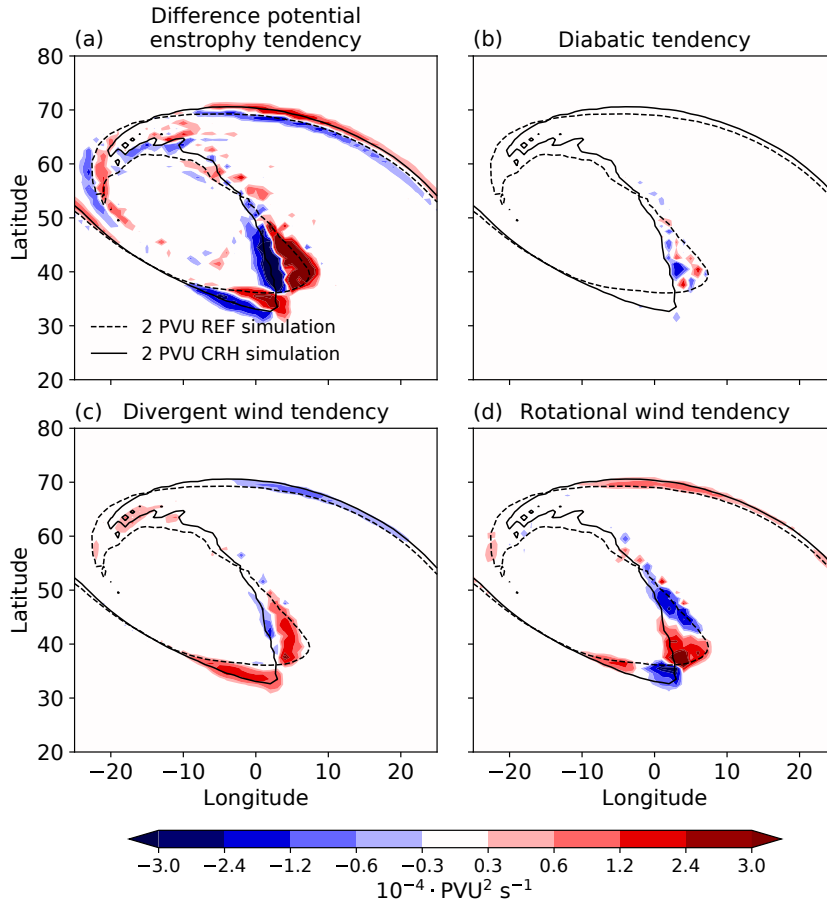 Difference potential
enstrophy tendency
(a)
(b)
Diabatic tendency
80
70
60
50
40
30
20
Latitude
2 PVU REF simulation
2 PVU CRH simulation
(c)
Divergent wind tendency
(d)
Rotational wind tendency
80
70
60
50
40
30
20
Latitude
−20
−10
0
10
20
−20
−10
0
10
20
Longitude
Longitude
−3.0
−2.4
−1.2
−0.6
−0.3
0.3
0.6
1.2
2.4
3.0
10⁻⁴ · PVU² s⁻¹